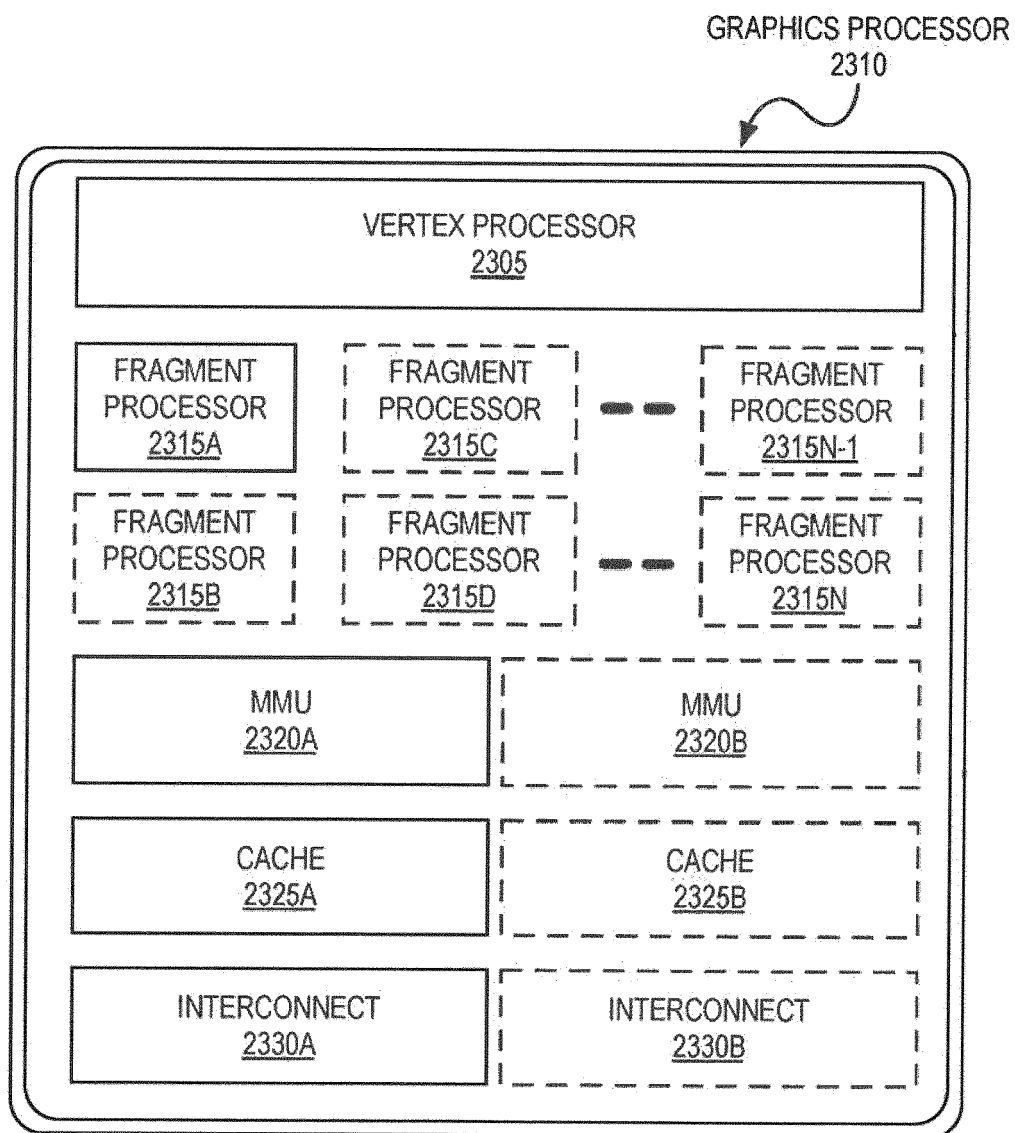 GRAPHICS PROCESSOR
2310
VERTEX PROCESSOR
2305
FRAGMENT
PROCESSOR
2315A
FRAGMENT
PROCESSOR
2315C
FRAGMENT
PROCESSOR
2315N-1
FRAGMENT
PROCESSOR
2315B
FRAGMENT
PROCESSOR
2315D
FRAGMENT
PROCESSOR
2315N
MMU
2320A
MMU
2320B
CACHE
2325A
CACHE
2325B
INTERCONNECT
2330A
INTERCONNECT
2330B